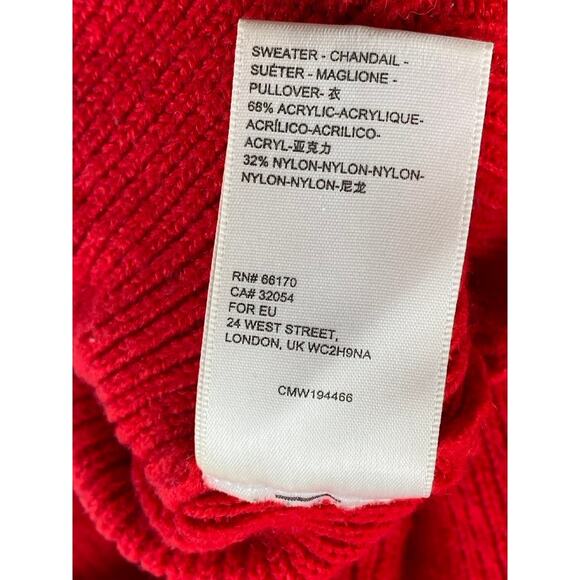 SWEATER - CHANDAIL -
SUÉTER - MAGLIONE -
PULLOVER- 衣
68% ACRYLIC-ACRYLIQUE-
ACRÍLICO-ACRILICO-
ACRYL-亚克力
32% NYLON-NYLON-NYLON-
NYLON-NYLON-尼龙
RN# 66170
CA# 32054
FOR EU
24 WEST STREET,
LONDON, UK WC2H9NA
CMW194466